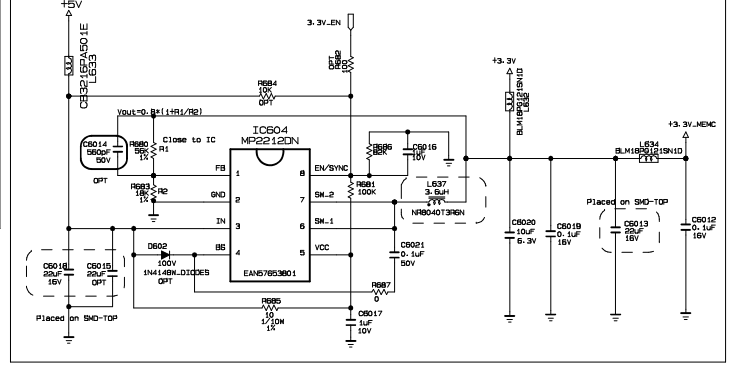 +5V
CB3216PA501E
L633
3.3V_EN
OPT
R682
100
R684
10K
OPT
Vout=0.8*(1+R1/R2)
C6014
560pF
50V
OPT
R680
56K
1%
R1
Close to IC
IC604
MP2212DN
R686
82K
C6016
1uF
10V
FB
1
8
EN/SYNC
R683
18K
1%
R2
GND
2
7
SW_2
R681
100K
L637
3.6uH
NR8040T3R6N
IN
3
6
SW_1
BS
4
5
VCC
EAN57653801
D602
100V
1N4148W_DIODES
OPT
C6021
0.1uF
50V
R687
0
R685
10
1/10W
1%
C6017
1uF
10V
C6018
22uF
16V
C6015
22uF
OPT
Placed on SMD-TOP
+3.3V
BLM18PG121SN1D
L632
+3.3V_MEMC
L634
BLM18PG121SN1D
Placed on SMD-TOP
C6020
10uF
6.3V
C6019
0.1uF
16V
C6013
22uF
16V
C6012
0.1uF
16V